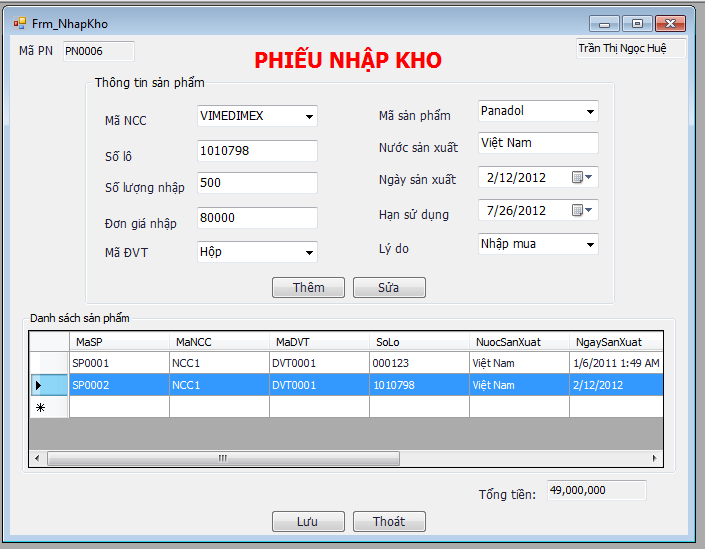 Frm_NhapKho
Mã PN PN0006 Trần Thị Ngọc Huệ
PHIẾU NHẬP KHO
Thông tin sản phẩm
Mã NCC VIMEDIMEX Mã sản phẩm Panadol
Số lô 1010798 Nước sản xuất Việt Nam
Số lượng nhập 500 Ngày sản xuất 2/12/2012
Đơn giá nhập 80000 Hạn sử dụng 7/26/2012
Mã ĐVT Hộp Lý do Nhập mua
Thêm Sửa
Danh sách sản phẩm
MaSP MaNCC MaDVT SoLo NuocSanXuat NgaySanXuat
SP0001 NCC1 DVT0001 000123 Việt Nam 1/6/2011 1:49 AM
SP0002 NCC1 DVT0001 1010798 Việt Nam 2/12/2012
Tổng tiền: 49,000,000
Lưu Thoát